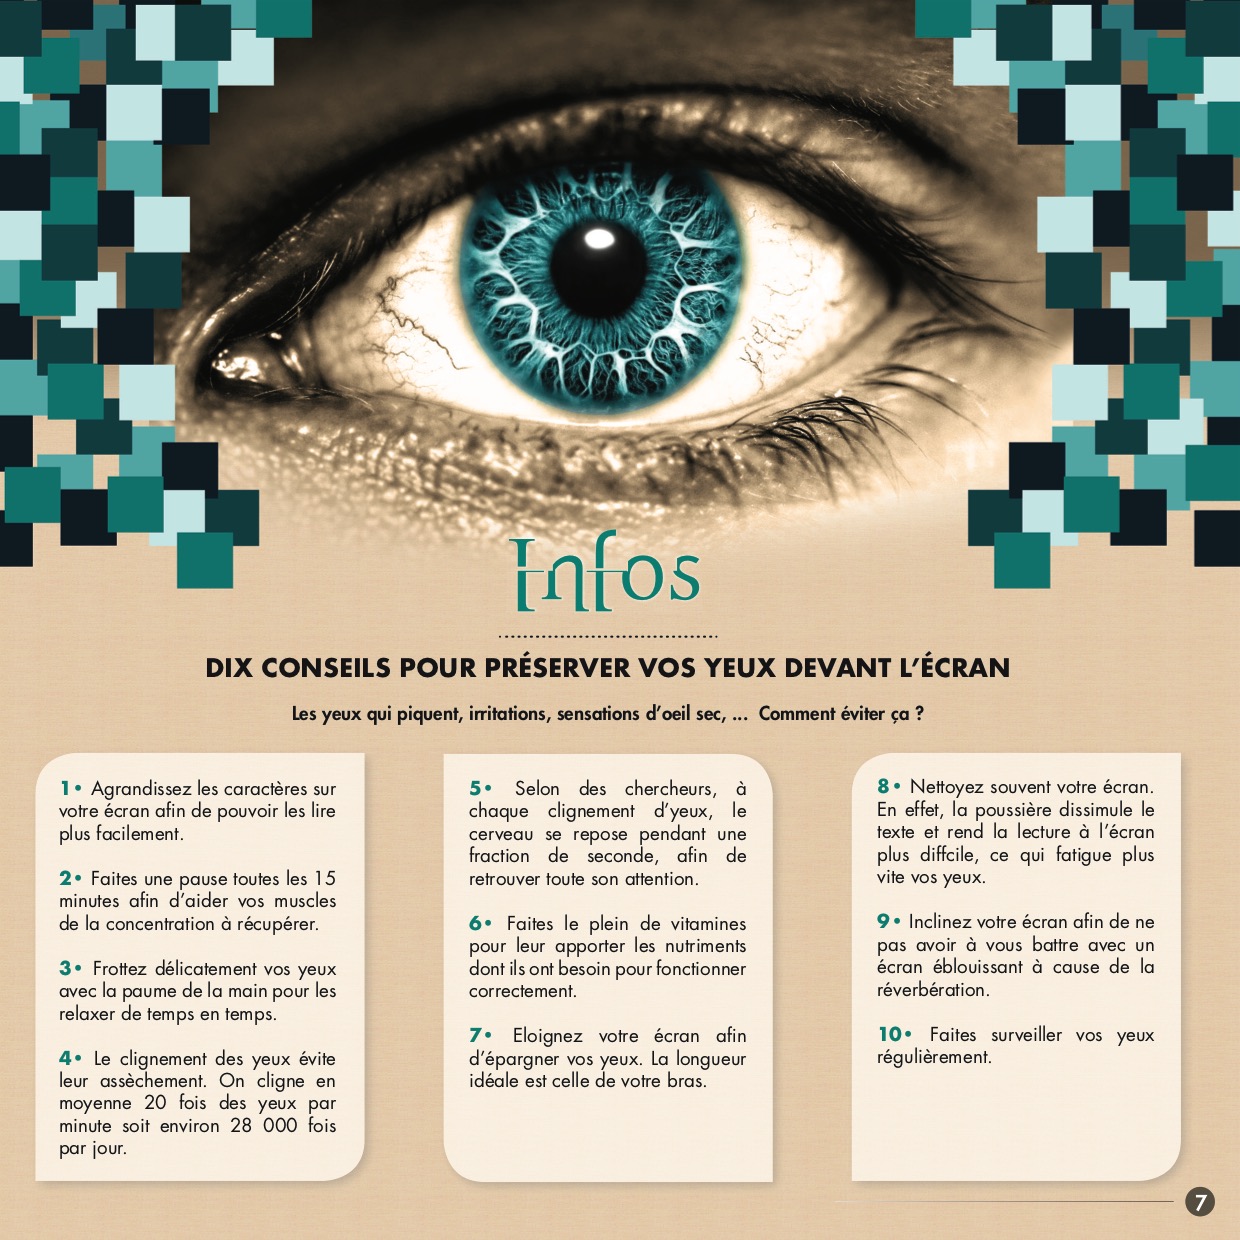 Infos
DIX CONSEILS POUR PRÉSERVER VOS YEUX DEVANT L’ÉCRAN
Les yeux qui piquent, irritations, sensations d’oeil sec, ... Comment éviter ça ?
1• Agrandissez les caractères sur
votre écran afin de pouvoir les lire
plus facilement.
2• Faites une pause toutes les 15
minutes afin d’aider vos muscles
de la concentration à récupérer.
3• Frottez délicatement vos yeux
avec la paume de la main pour les
relaxer de temps en temps.
4• Le clignement des yeux évite
leur assèchement. On cligne en
moyenne 20 fois des yeux par
minute soit environ 28 000 fois
par jour.
5• Selon des chercheurs, à
chaque clignement d’yeux, le
cerveau se repose pendant une
fraction de seconde, afin de
retrouver toute son attention.
6• Faites le plein de vitamines
pour leur apporter les nutriments
dont ils ont besoin pour fonctionner
correctement.
7• Eloignez votre écran afin
d’épargner vos yeux. La longueur
idéale est celle de votre bras.
8• Nettoyez souvent votre écran.
En effet, la poussière dissimule le
texte et rend la lecture à l’écran
plus diffcile, ce qui fatigue plus
vite vos yeux.
9• Inclinez votre écran afin de ne
pas avoir à vous battre avec un
écran éblouissant à cause de la
réverbération.
10• Faites surveiller vos yeux
régulièrement.
7